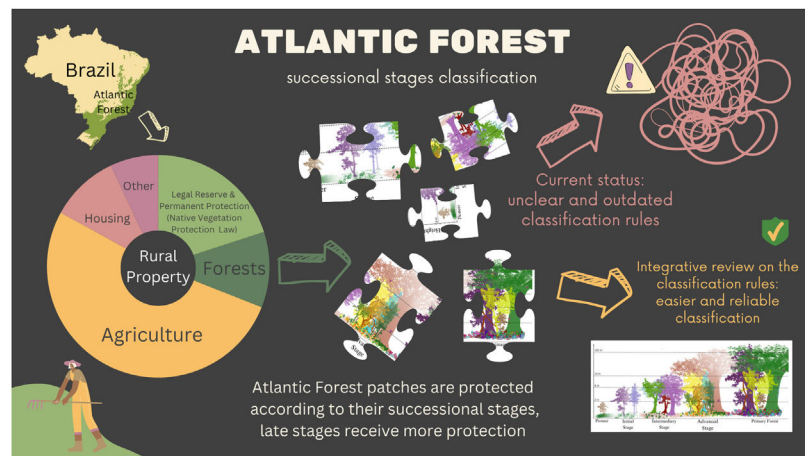 ATLANTIC FOREST
successional stages classification
Brazil
Atlantic
Forest
Other
Housing
Legal Reserve &
Permanent Protection
(Native Vegetation
Protection Law)
Rural
Property
Forests
Agriculture
Current status:
unclear and outdated
classification rules
Integrative review on the
classification rules:
easier and reliable
classification
Stage
Atlantic Forest patches are protected
according to their successional stages,
late stages receive more protection
Pioneer
Initial
Stage
Intermediary
Stage
Advanced
Stage
Primary Forest